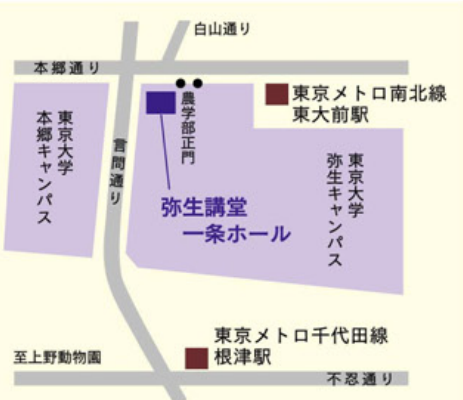 白山通り
本郷通り
東京メトロ南北線
東大前駅
農学部正門
東京大学
本郷キャンパス
言問通り
東京大学
弥生キャンパス
弥生講堂
一条ホール
東京メトロ千代田線
根津駅
至上野動物園
不忍通り